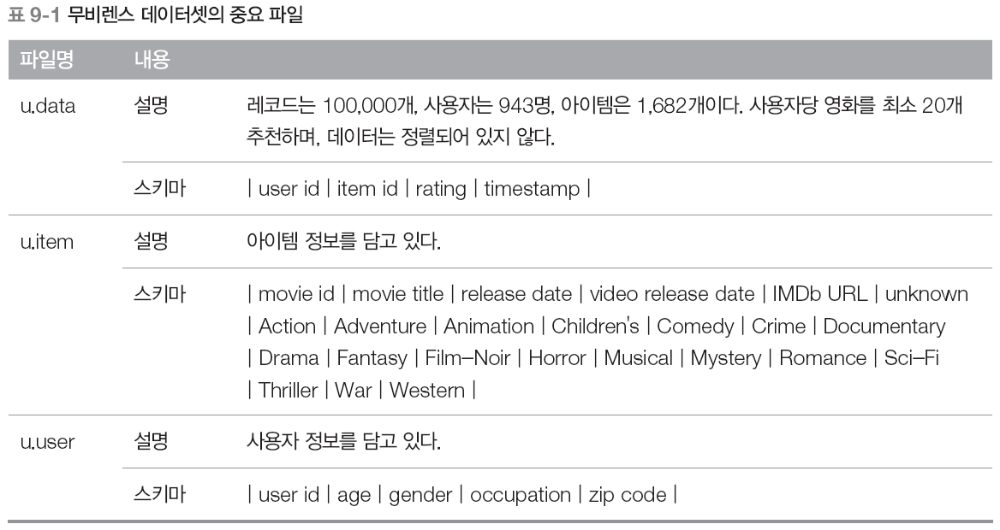 표 9-1 무비렌스 데이터셋의 중요 파일
파일명 내용
u.data 설명 레코드는 100,000개, 사용자는 943명, 아이템은 1,682개이다. 사용자당 영화를 최소 20개
추천하며, 데이터는 정렬되어 있지 않다.
스키마 | user id | item id | rating | timestamp |
u.item 설명 아이템 정보를 담고 있다.
스키마 | movie id | movie title | release date | video release date | IMDb URL | unknown
| Action | Adventure | Animation | Children's | Comedy | Crime | Documentary
| Drama | Fantasy | Film–Noir | Horror | Musical | Mystery | Romance | Sci–Fi
| Thriller | War | Western |
u.user 설명 사용자 정보를 담고 있다.
스키마 | user id | age | gender | occupation | zip code |